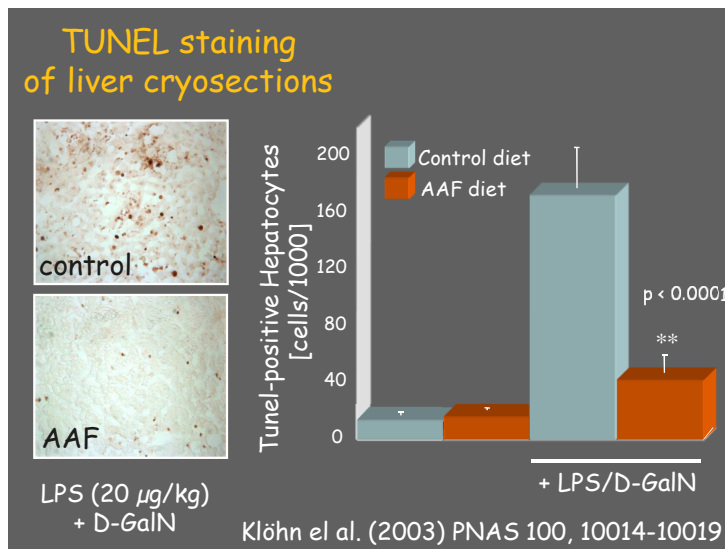 TUNEL staining
of liver cryosections
control
AAF
LPS (20 µg/kg)
+ D-GalN
Tunel-positive Hepatocytes
[cells/1000]
200
160
120
80
40
0
Control diet
AAF diet
p < 0.0001
**
+ LPS/D-GalN
Klöhn el al. (2003) PNAS 100, 10014-10019